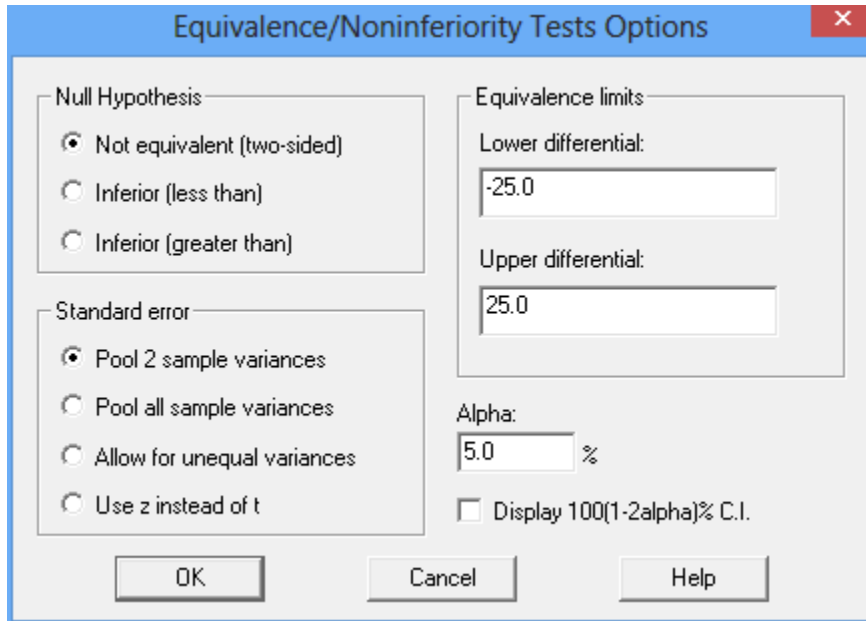 Equivalence/Noninferiority Tests Options
Null Hypothesis
Not equivalent (two-sided)
Inferior (less than)
Inferior (greater than)
Standard error
Pool 2 sample variances
Pool all sample variances
Allow for unequal variances
Use z instead of t
Equivalence limits
Lower differential:
-25.0
Upper differential:
25.0
Alpha:
5.0 %
Display 100(1-2alpha)% C.I.
OK Cancel Help